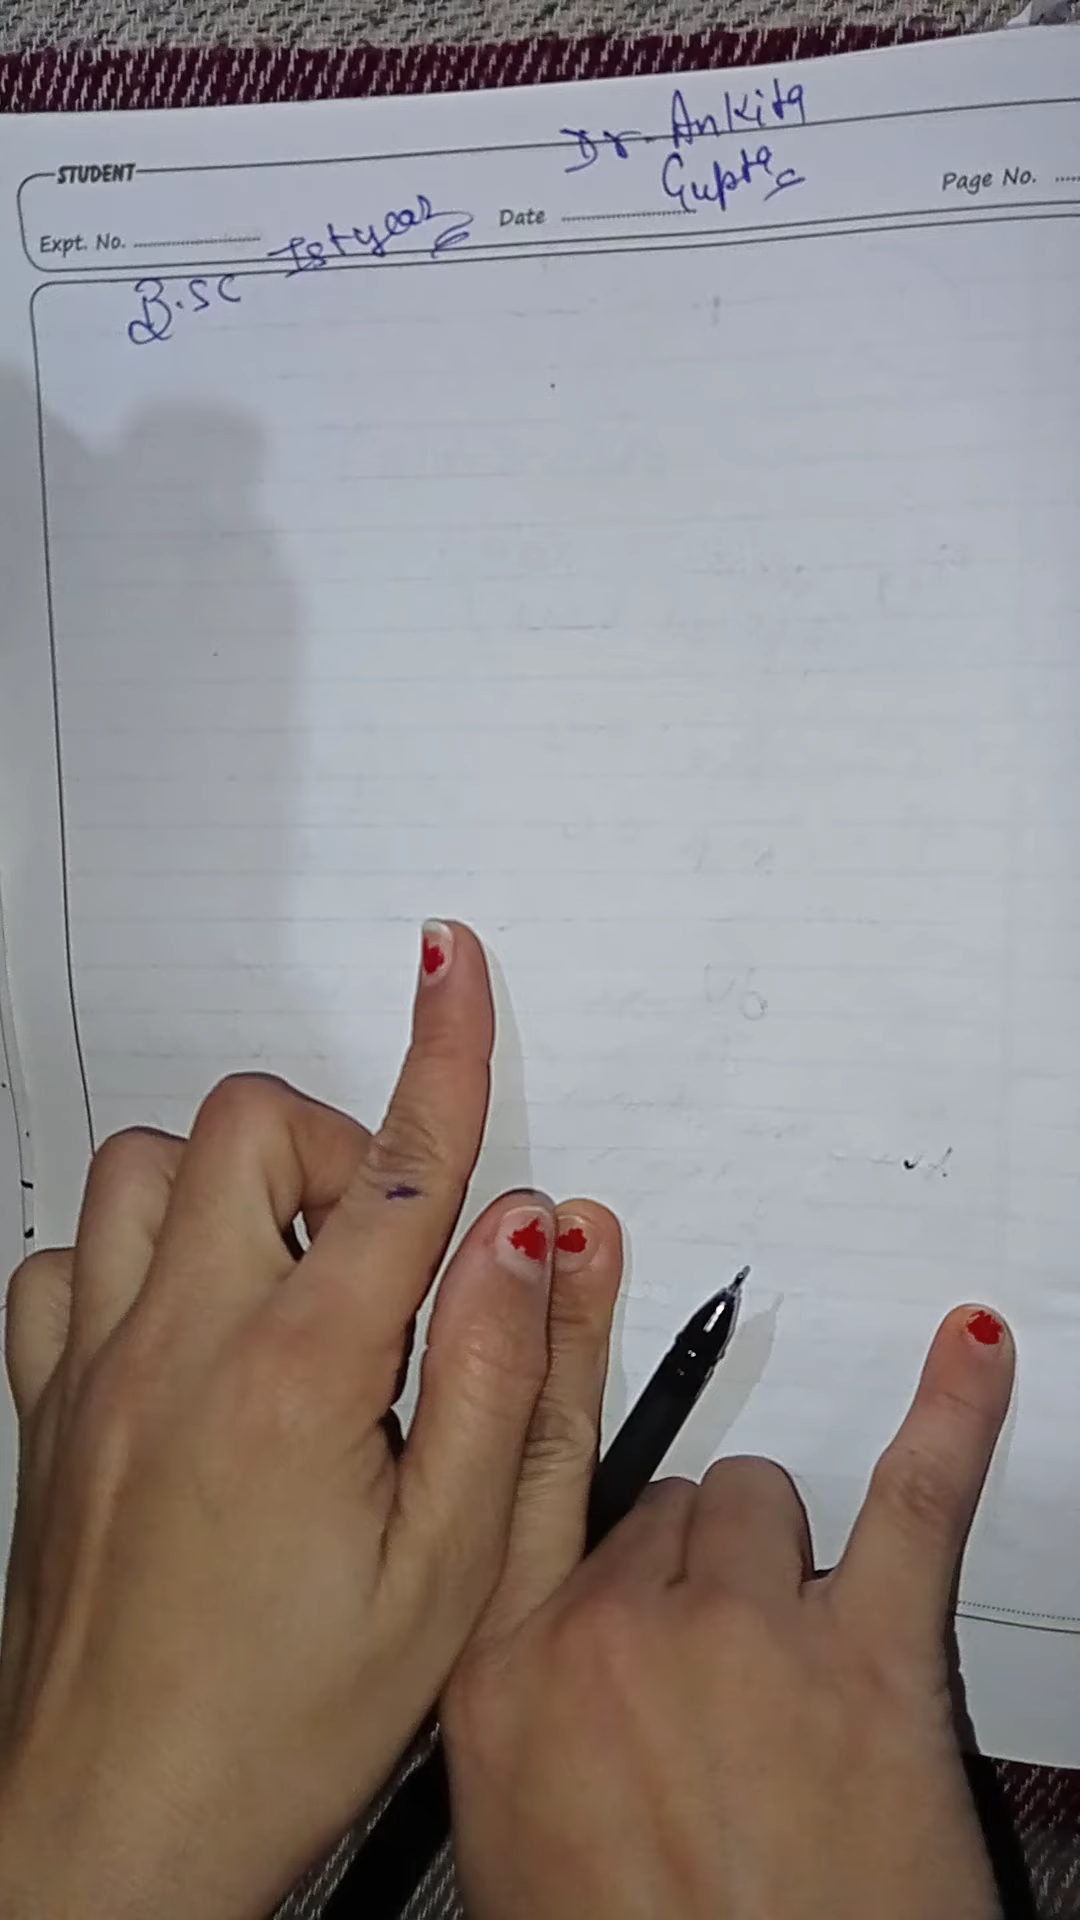 Dr. Ankita
Gupta
STUDENT
Page No. .....
Expt. No. ....................
Date ....................
B.SC Ist year